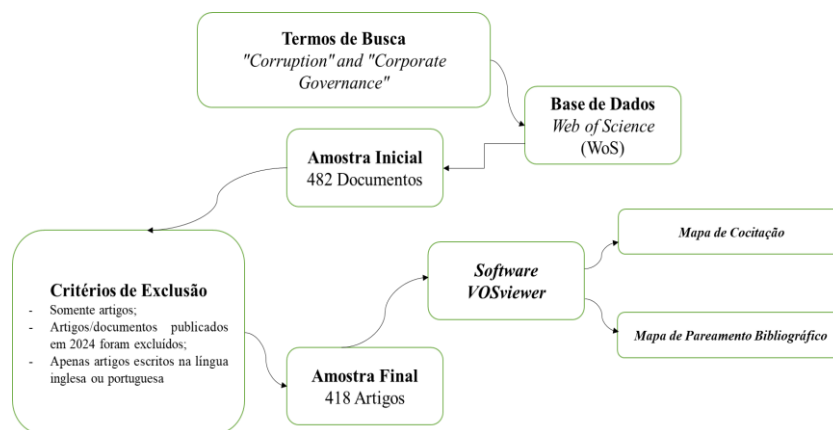 Termos de Busca
"Corruption" and "Corporate
Governance"
Base de Dados
Web of Science
(WoS)
Amostra Inicial
482 Documentos
Critérios de Exclusão
- Somente artigos;
- Artigos/documentos publicados
em 2024 foram excluídos;
- Apenas artigos escritos na língua
inglesa ou portuguesa
Amostra Final
418 Artigos
Software
VOSviewer
Mapa de Cocitação
Mapa de Pareamento Bibliográfico